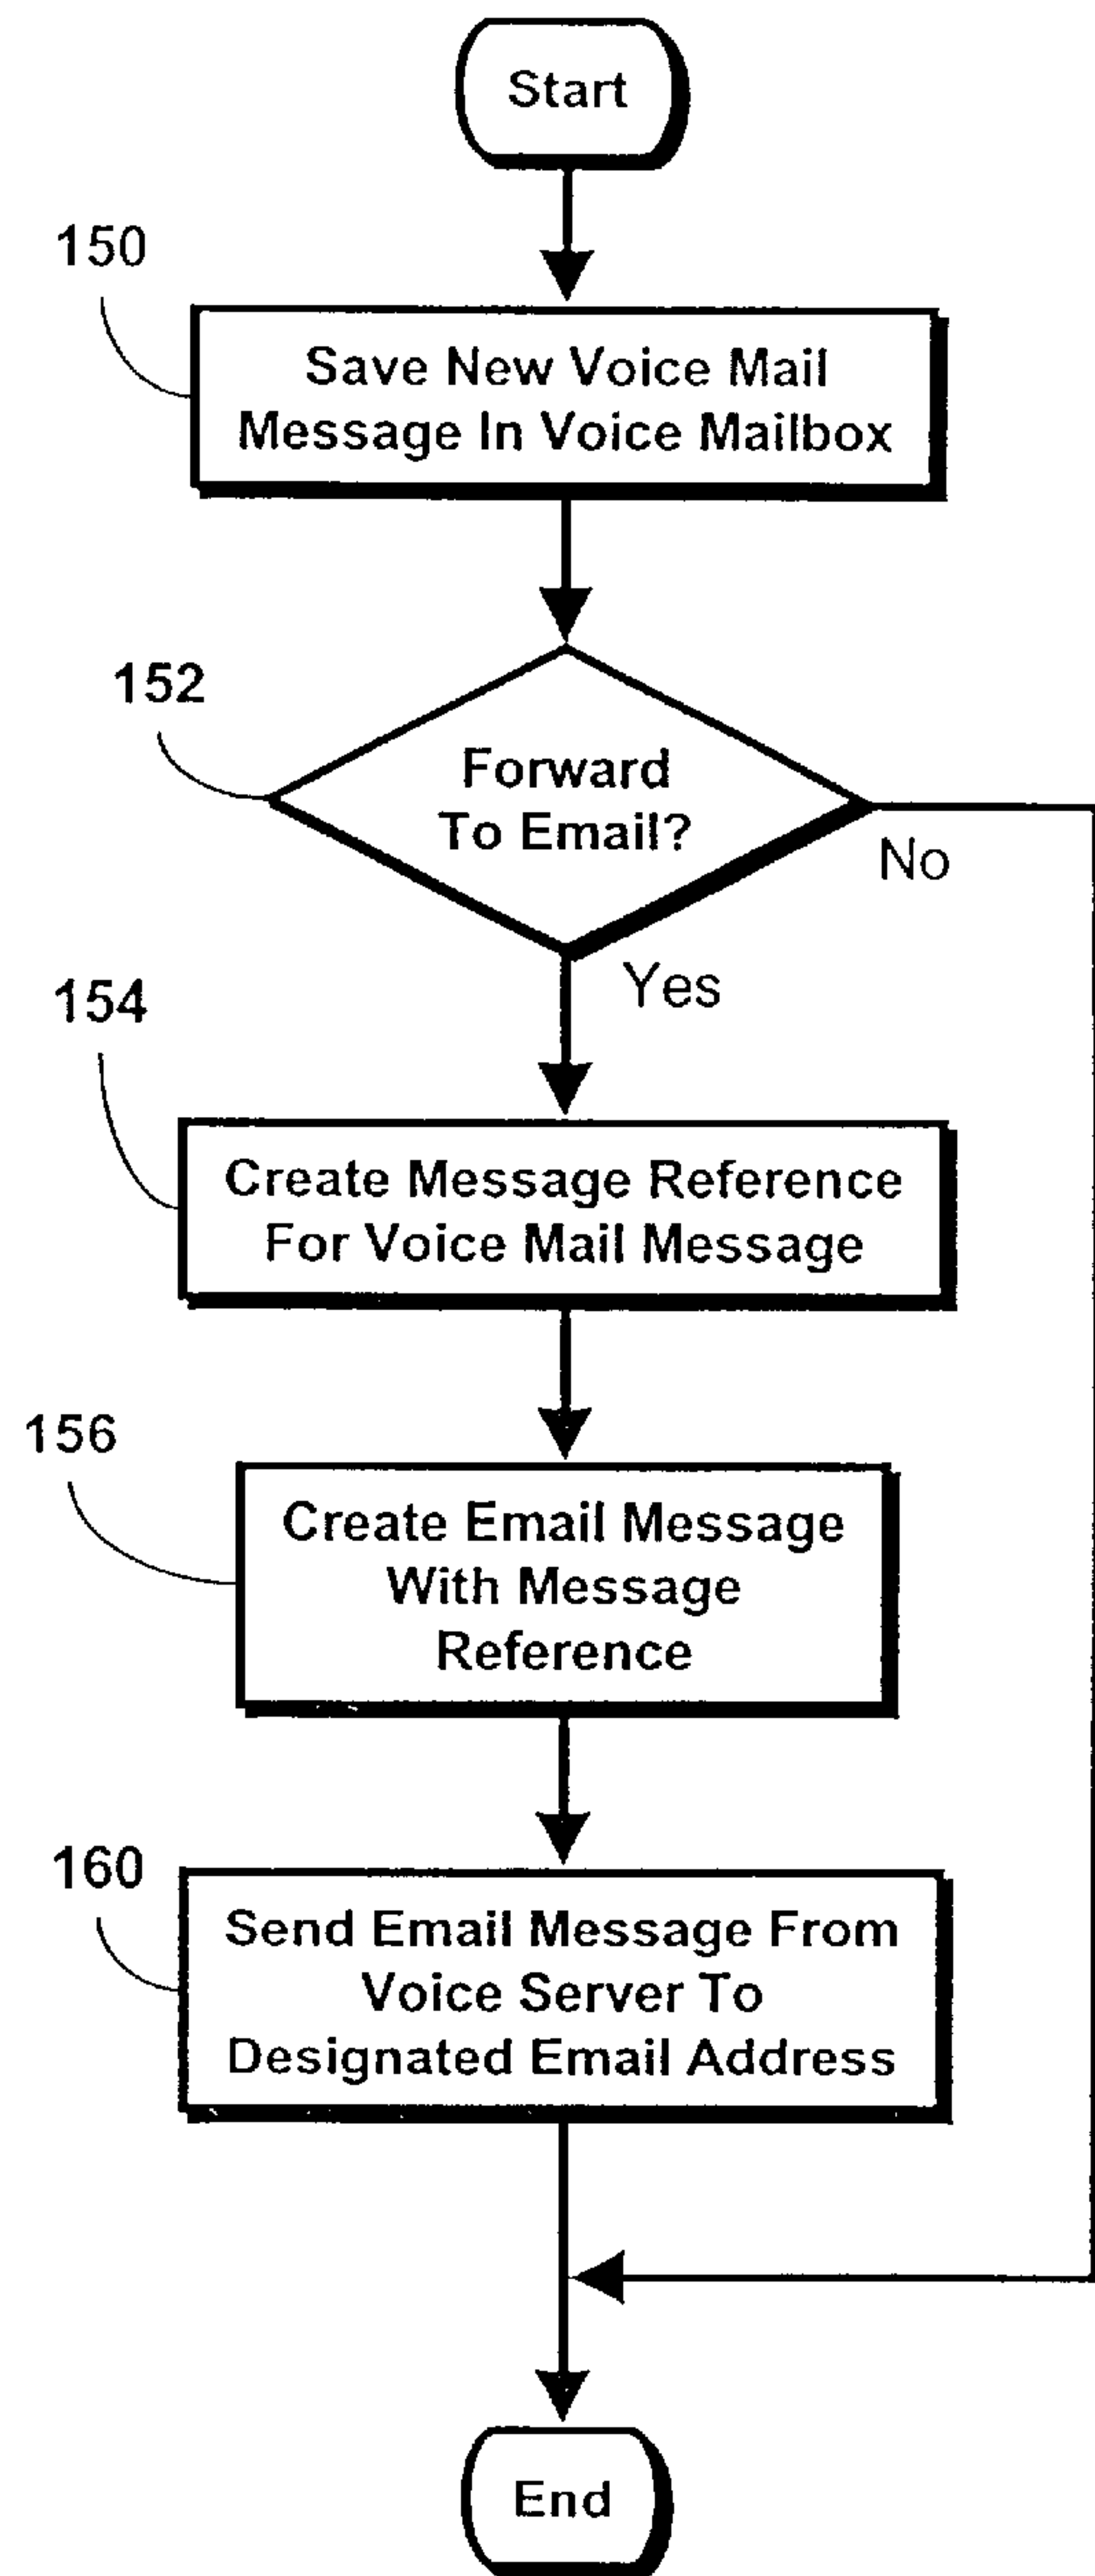 Start
150
Save New Voice Mail
Message In Voice Mailbox
152
Forward
To Email?
No
Yes
154
Create Message Reference
For Voice Mail Message
156
Create Email Message
With Message
Reference
160
Send Email Message From
Voice Server To
Designated Email Address
End